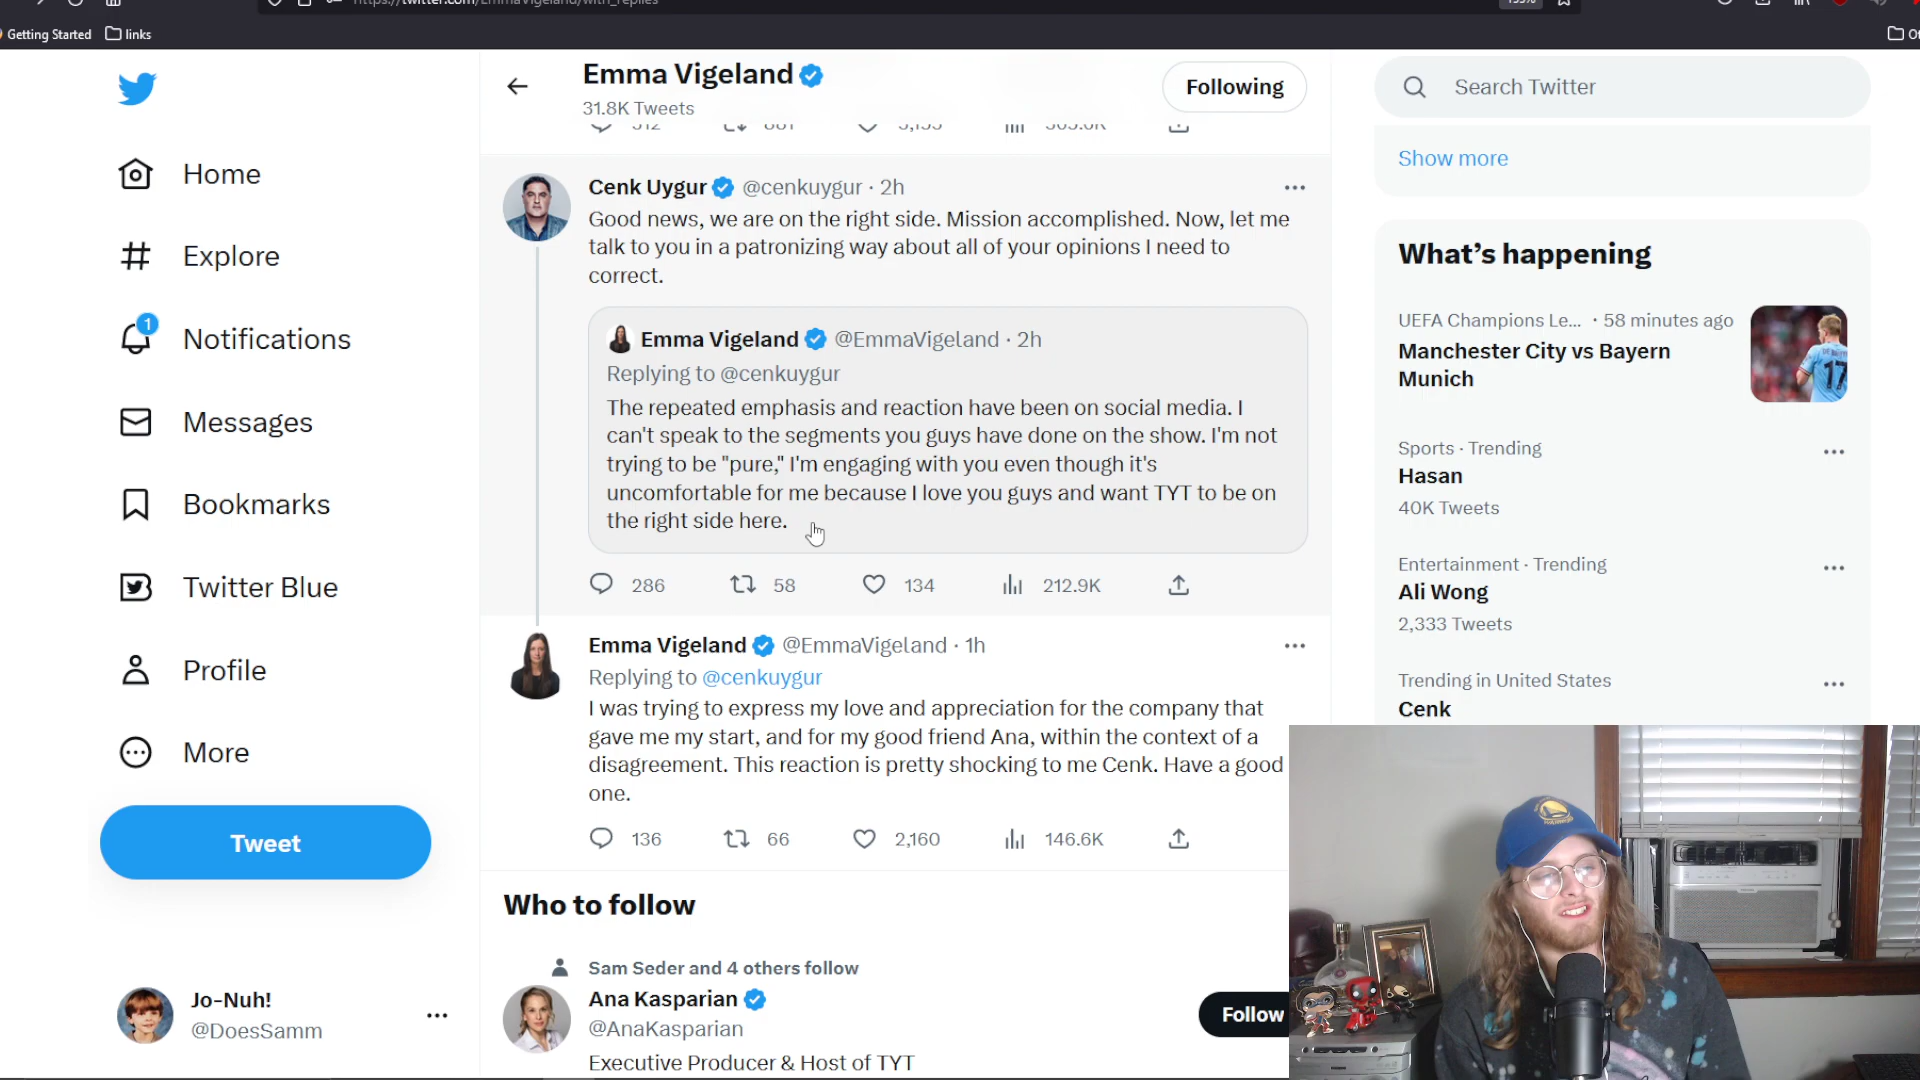 https://twitter.com/EmmaVigeland/with_replies
Getting Started
links
Emma Vigeland
31.8K Tweets
Following
Search Twitter
Show more
Home
Explore
1
Notifications
Messages
Bookmarks
Twitter Blue
Profile
More
Tweet
Jo-Nuh!
@DoesSamm
Cenk Uygur @cenkuygur · 2h
Good news, we are on the right side. Mission accomplished. Now, let me
talk to you in a patronizing way about all of your opinions I need to
correct.
Emma Vigeland @EmmaVigeland · 2h
Replying to @cenkuygur
The repeated emphasis and reaction have been on social media. I
can't speak to the segments you guys have done on the show. I'm not
trying to be "pure," I'm engaging with you even though it's
uncomfortable for me because I love you guys and want TYT to be on
the right side here.
286 58 134 212.9K
Emma Vigeland @EmmaVigeland · 1h
Replying to @cenkuygur
I was trying to express my love and appreciation for the company that
gave me my start, and for my good friend Ana, within the context of a
disagreement. This reaction is pretty shocking to me Cenk. Have a good
one.
136 66 2,160 146.6K
Who to follow
Sam Seder and 4 others follow
Ana Kasparian
@AnaKasparian
Follow
Executive Producer & Host of TYT
What's happening
UEFA Champions Le... · 58 minutes ago
Manchester City vs Bayern
Munich
Sports · Trending
Hasan
40K Tweets
Entertainment · Trending
Ali Wong
2,333 Tweets
Trending in United States
Cenk